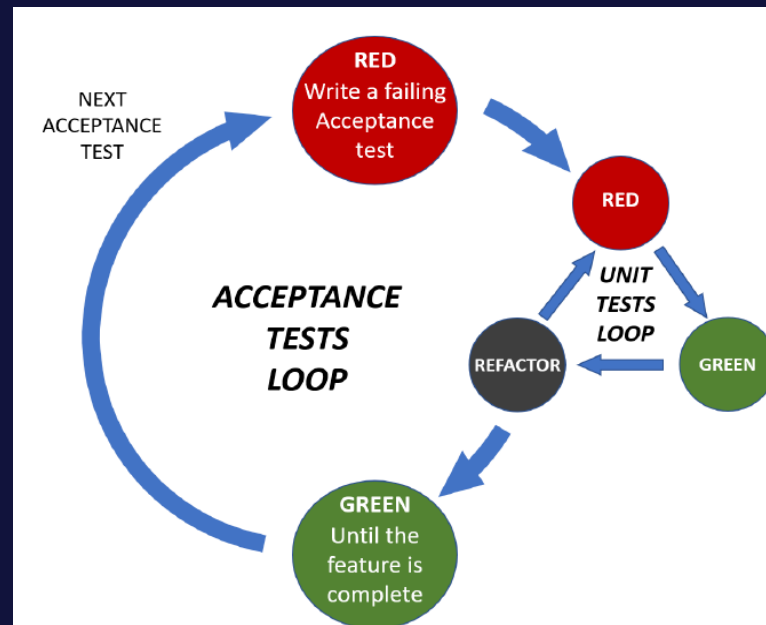 RED
Write a failing
Acceptance
test
NEXT
ACCEPTANCE
TEST
RED
UNIT
TESTS
LOOP
ACCEPTANCE
TESTS
LOOP
REFACTOR
GREEN
GREEN
Until the
feature is
complete